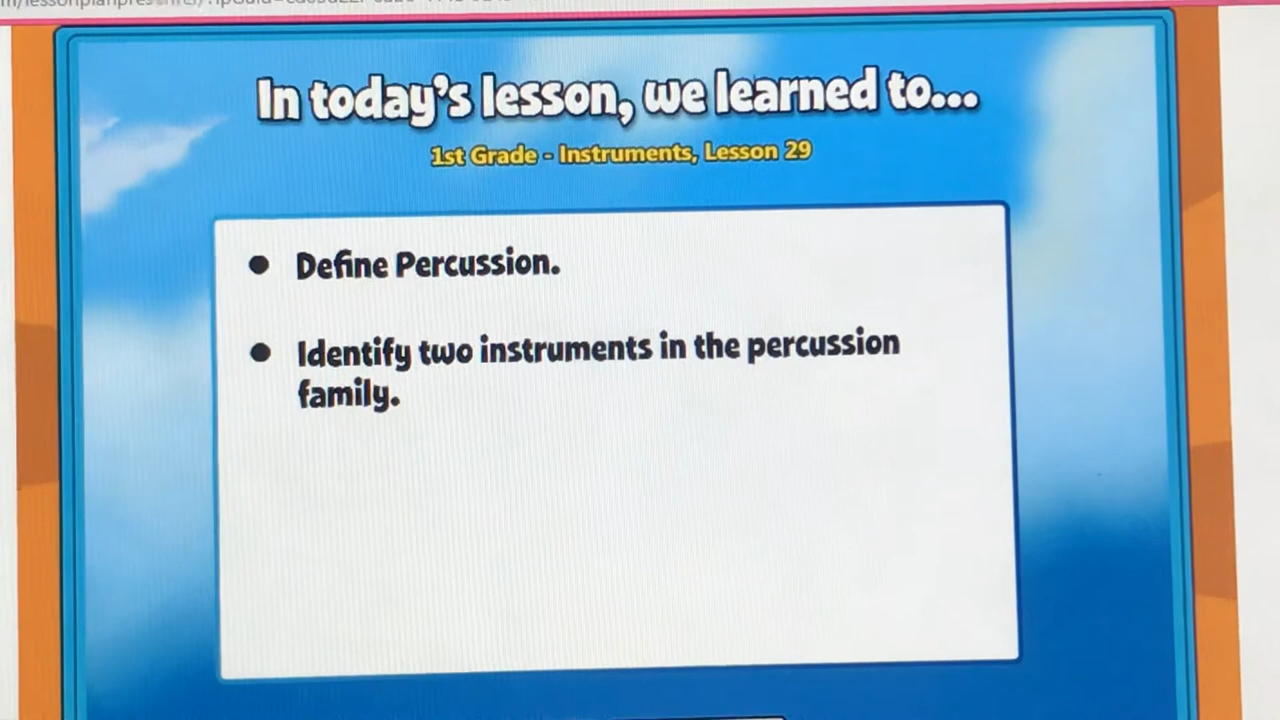 In today's lesson, we learned to...
1st Grade - Instruments, Lesson 29
● Define Percussion.
● Identify two instruments in the percussion
family.